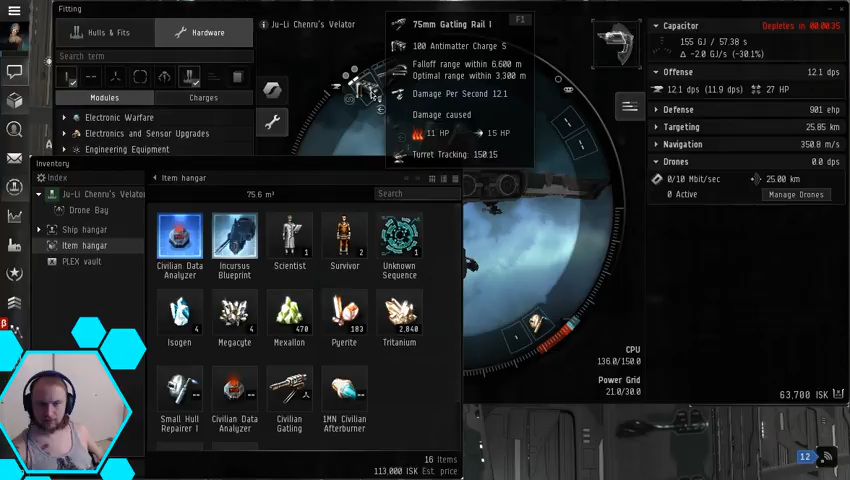 Fitting
Ju-Li Chenru's Velator
Hulls & Fits
Hardware
Search term
Modules
Charges
Electronic Warfare
Electronics and Sensor Upgrades
Engineering Equipment
75mm Gatling Rail I
F1
100 Antimatter Charge S
Falloff range within 6,600 m
Optimal range within 3,300 m
Damage Per Second 12.1
Damage caused
11 HP
15 HP
Turret Tracking: 150.15
Capacitor
Depletes in 00:00:35
155 GJ / 57.38 s
Δ -2.0 GJ/s (-30.1%)
Offense
12.1 dps
12.1 dps (11.9 dps)
27 HP
Defense
901 ehp
Targeting
25.85 km
Navigation
350.8 m/s
Drones
0.0 dps
0/10 Mbit/sec
25.00 km
0 Active
Manage Drones
Inventory
Index
Ju-Li Chenru's Velator
Drone Bay
Ship hangar
Item hangar
PLEX vault
Item hangar
75.6 m³
Search
Civilian Data Analyzer
Incursus Blueprint
1
Scientist
2
Survivor
1
Unknown Sequence
4
Isogen
4
Megacyte
470
Mexallon
183
Pyerite
2,840
Tritanium
Small Hull Repairer I
Civilian Data Analyzer
Civilian Gatling
1MN Civilian Afterburner
16 Items
113,000 ISK Est. price
CPU
136.0/150.0
Power Grid
21.0/30.0
63,700 ISK
12
β